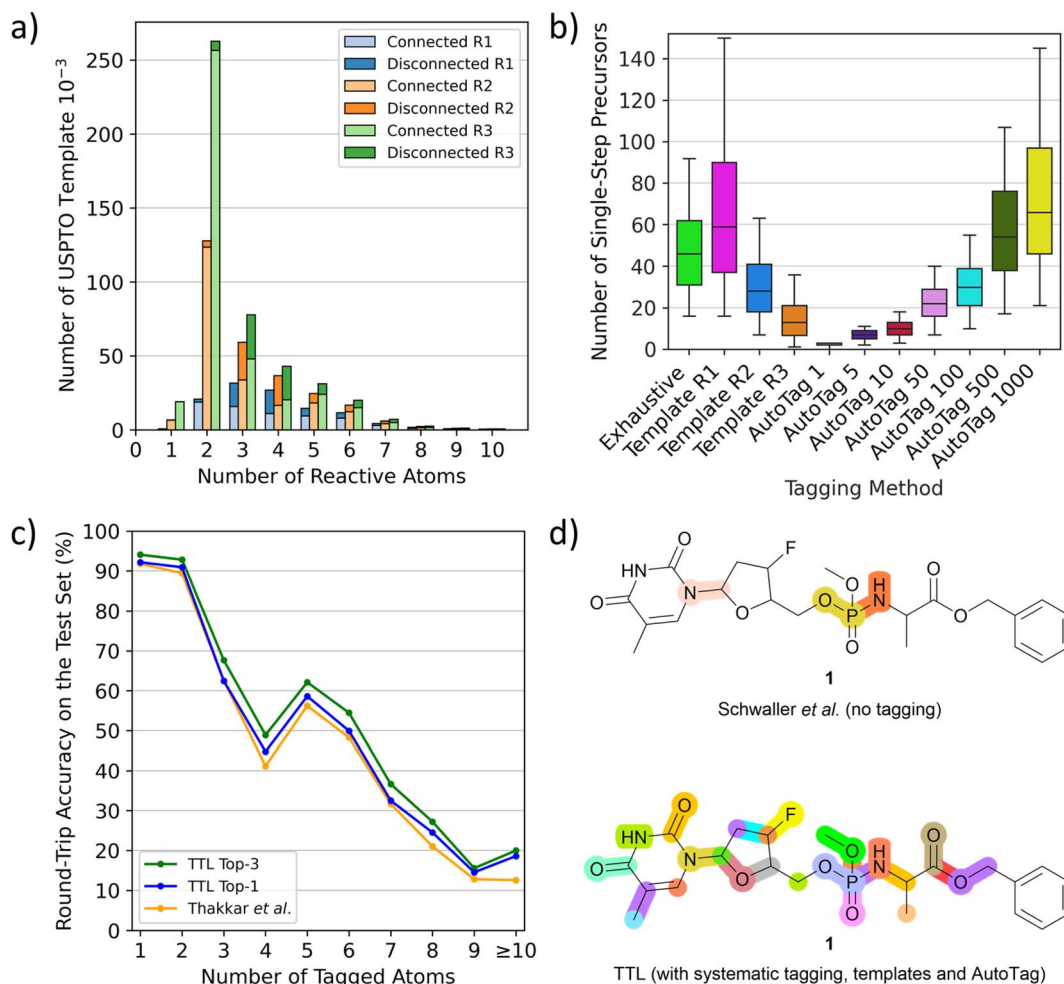 a)
Number of USPTO Template 10⁻³
250
200
150
100
50
0
0 1 2 3 4 5 6 7 8 9 10
Number of Reactive Atoms
Connected R1
Disconnected R1
Connected R2
Disconnected R2
Connected R3
Disconnected R3
b)
Number of Single-Step Precursors
140
120
100
80
60
40
20
0
Exhaustive
Template R1
Template R2
Template R3
AutoTag 1
AutoTag 5
AutoTag 10
AutoTag 50
AutoTag 100
AutoTag 500
AutoTag 1000
Tagging Method
c)
Round-Trip Accuracy on the Test Set (%)
100
90
80
70
60
50
40
30
20
10
0
TTL Top-3
TTL Top-1
Thakkar et al.
1 2 3 4 5 6 7 8 9 ≥10
Number of Tagged Atoms
d)
O
F
HN
N
O
O
O
O
P
O
H
N
O
O
1
Schwaller et al. (no tagging)
O
F
HN
N
O
O
O
O
P
O
H
N
O
O
1
TTL (with systematic tagging, templates and AutoTag)